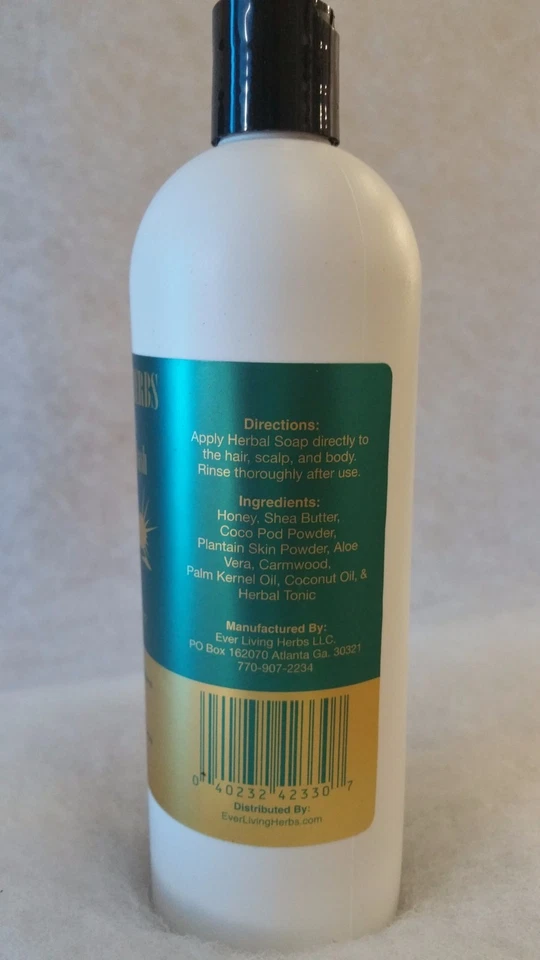 Directions:
Apply Herbal Soap directly to
the hair, scalp, and body.
Rinse thoroughly after use.
Ingredients:
Honey, Shea Butter,
Coco Pod Powder,
Plantain Skin Powder, Aloe
Vera, Carmwood,
Palm Kernel Oil, Coconut Oil, &
Herbal Tonic
Manufactured By:
Ever Living Herbs LLC.
PO Box 162070 Atlanta Ga. 30321
770-907-2234
0 40232 42330 7
Distributed By:
EverLivingHerbs.com